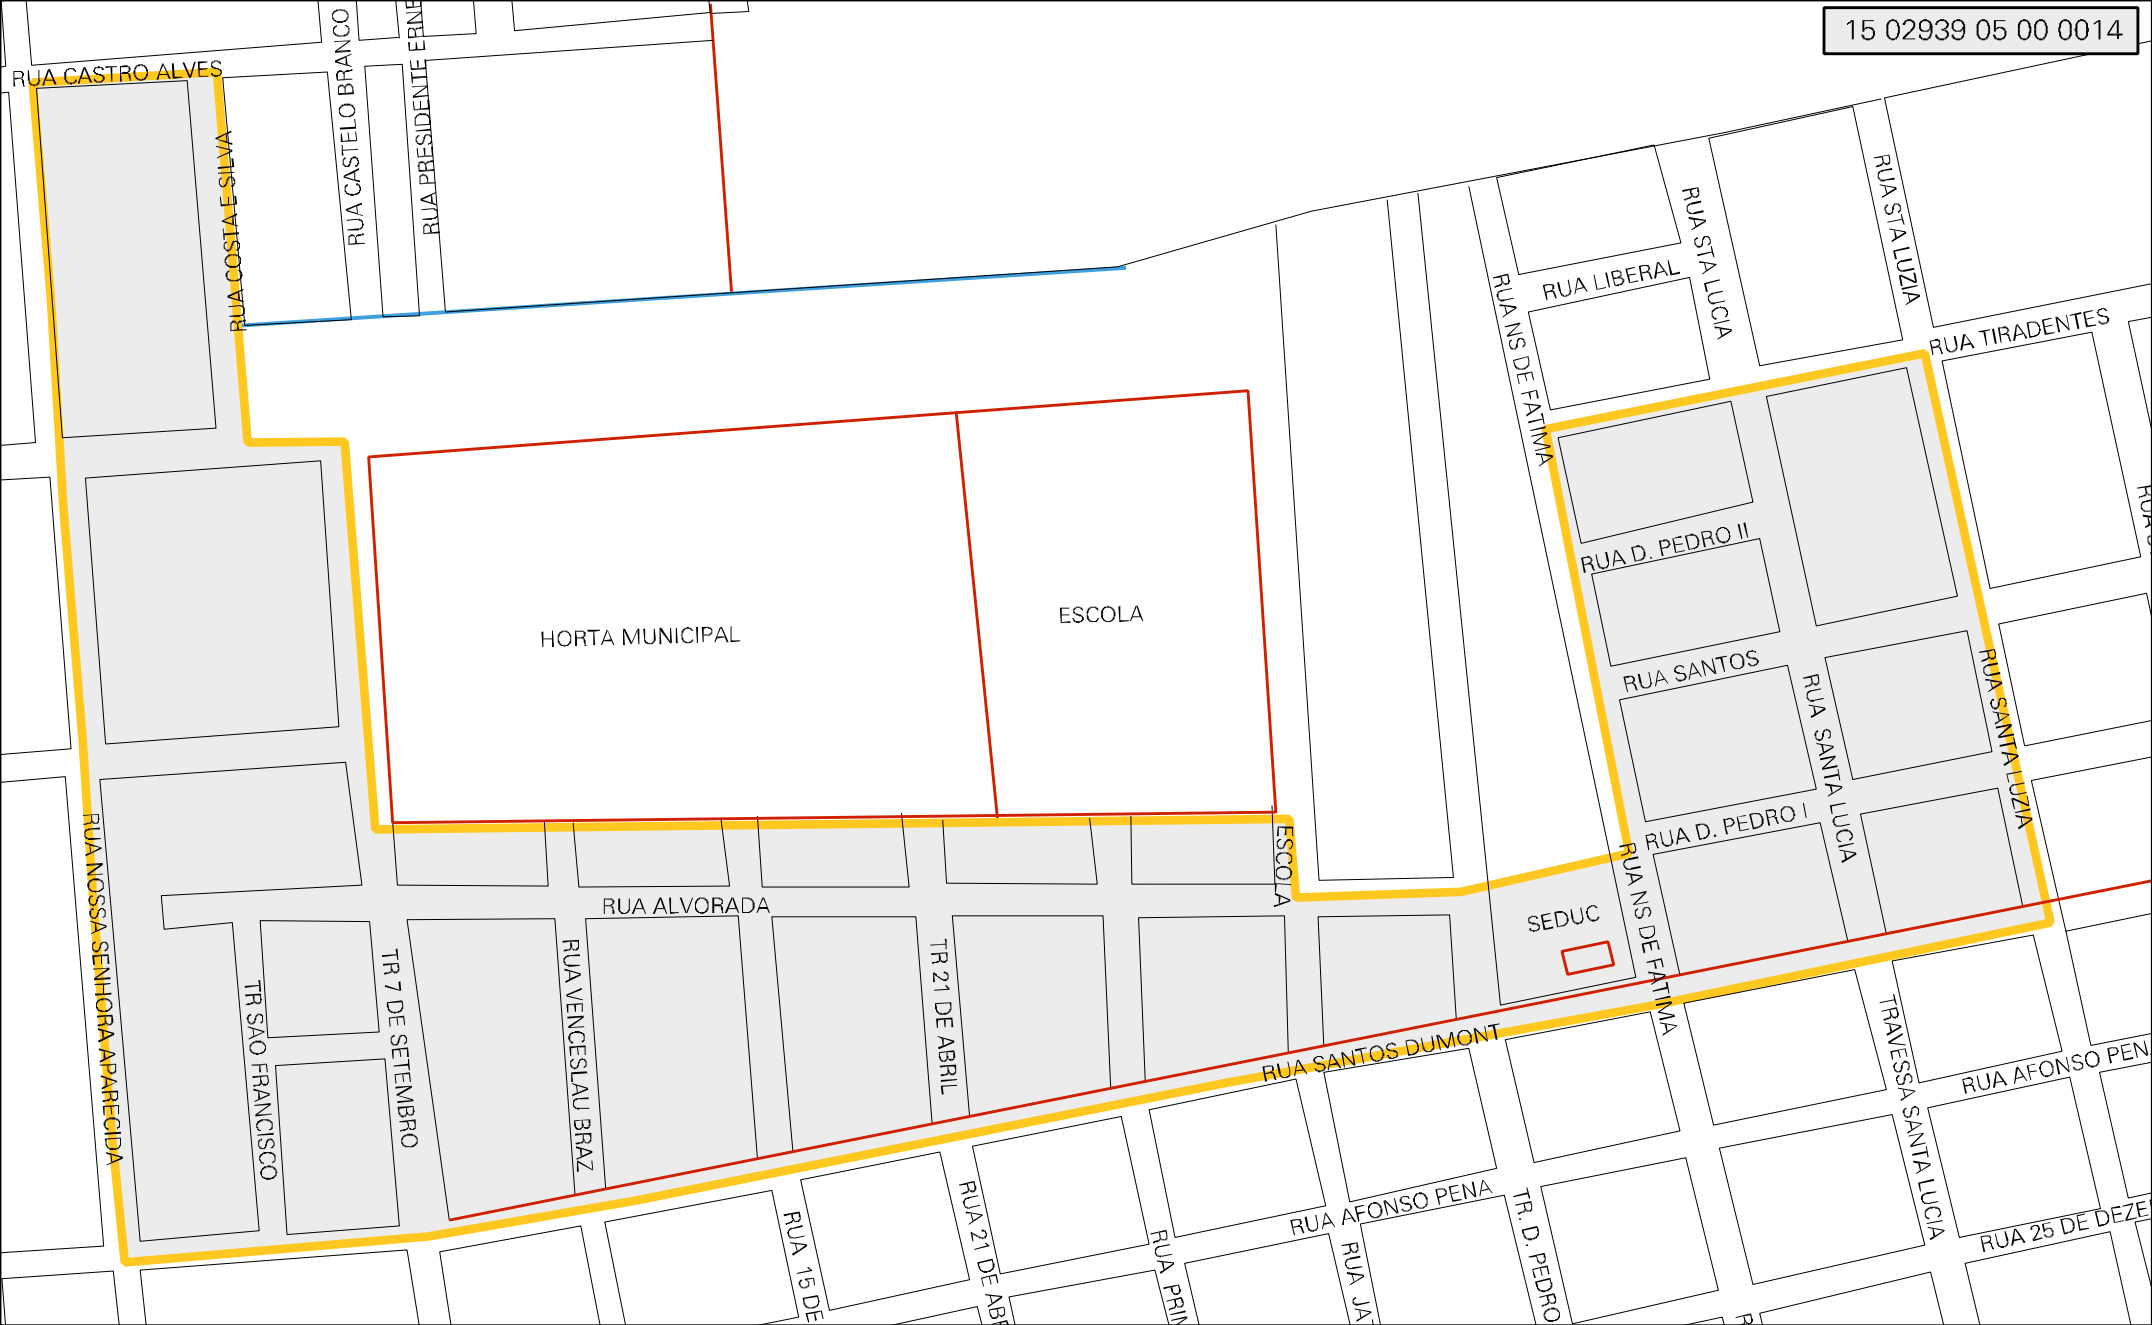 15 02939 05 00 0014
RUA CASTRO ALVES
RUA COSTA E SILVA
RUA CASTELO BRANCO
RUA PRESIDENTE ERNE
RUA STA LUZIA
RUA STA LUCIA
RUA LIBERAL
RUA NS DE FATIMA
RUA TIRADENTES
RUA D. PEDRO II
HORTA MUNICIPAL
ESCOLA
RUA SANTOS
RUA SANTA LUCIA
RUA SANTA LUZIA
RUA D. PEDRO I
RUA NOSSA SENHORA APARECIDA
ESCOLA
RUA ALVORADA
SEDUC
RUA NS DE FATIMA
TR SAO FRANCISCO
TR 7 DE SETEMBRO
RUA VENCESLAU BRAZ
TR 21 DE ABRIL
RUA SANTOS DUMONT
TRAVESSA SANTA LUCIA
RUA AFONSO PENA
RUA AFONSO PENA
RUA 15 DE
RUA 21 DE ABR
RUA PRIN
RUA JA
TR. D. PEDRO
RUA 25 DE DEZE